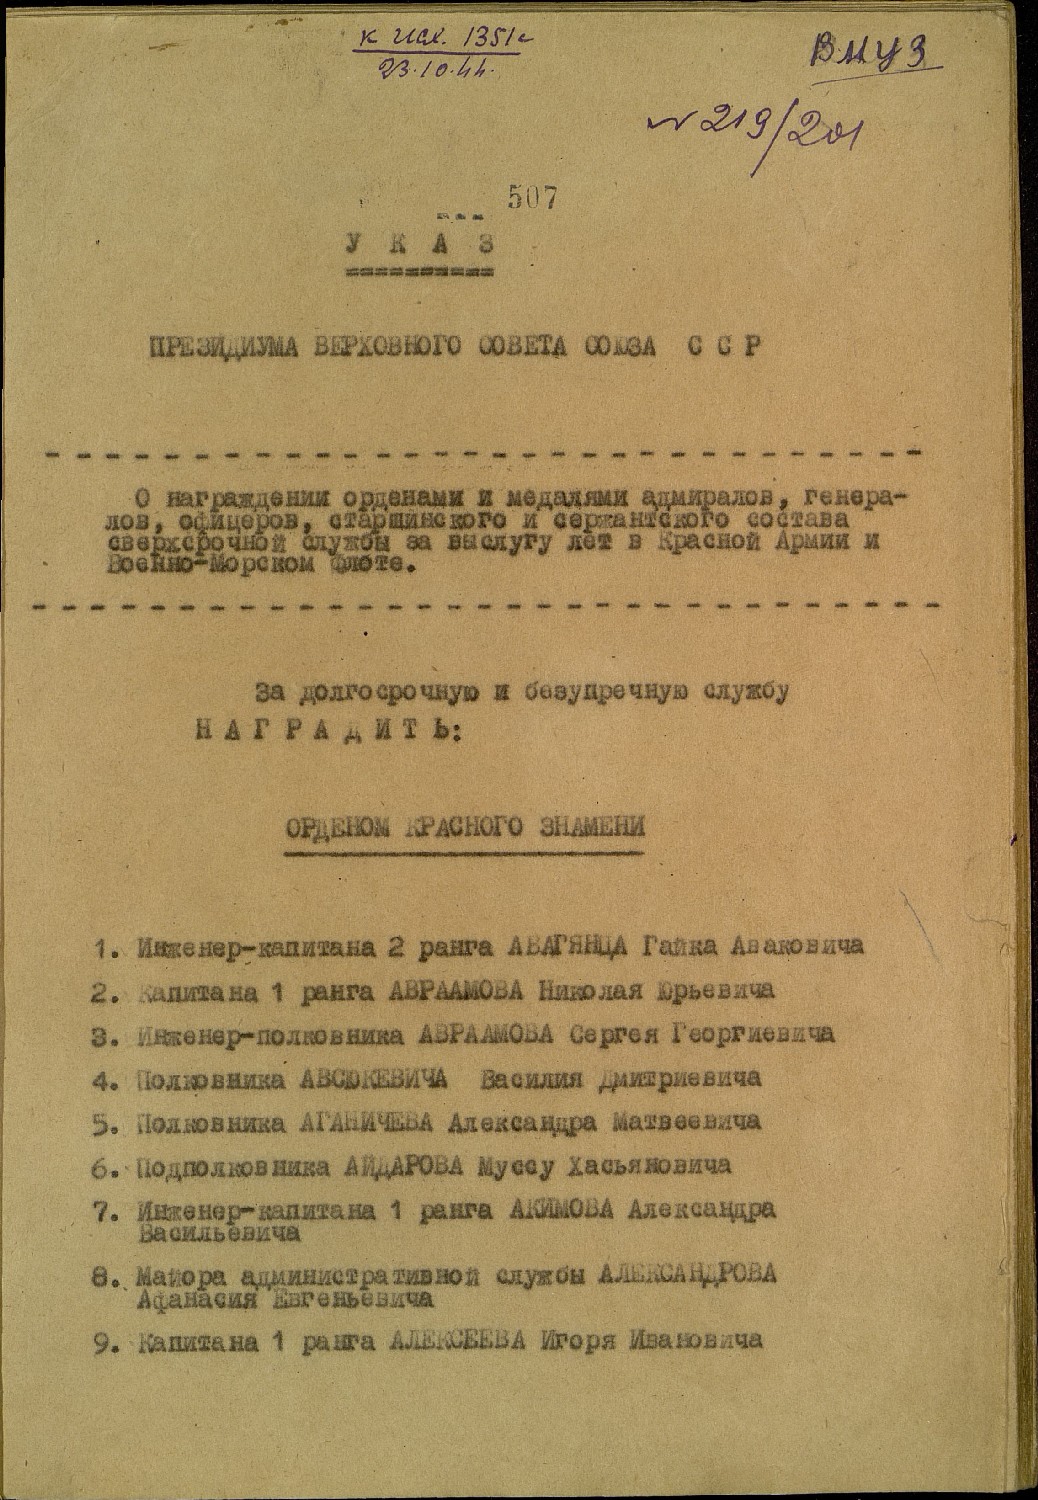 к исх. 1351с
23.10.44.
ВМУЗ
№ 219/201
507
У К А З
ПРЕЗИДИУМА ВЕРХОВНОГО СОВЕТА СОЮЗА С С Р
О награждении орденами и медалями адмиралов, генера-
лов, офицеров, старшинского и сержантского состава
сверхсрочной службы за выслугу лет в Красной Армии и
Военно-Морском флоте.
За долгосрочную и безупречную службу
Н А Г Р А Д И Т Ь:
ОРДЕНОМ КРАСНОГО ЗНАМЕНИ
1. Инженер-капитана 2 ранга АВАГЯНЦА Гайка Аваковича
2. Капитана 1 ранга АВРААМОВА Николая Юрьевича
3. Инженер-полковника АВРААМОВА Сергея Георгиевича
4. Полковника АВСЮКЕВИЧА Василия Дмитриевича
5. Полковника АГАНИЧЕВА Александра Матвеевича
6. Подполковника АЙДАРОВА Муссу Хасьяновича
7. Инженер-капитана 1 ранга АКИМОВА Александра
Васильевича
8. Майора административной службы АЛЕКСАНДРОВА
Афанасия Евгеньевича
9. Капитана 1 ранга АЛЕКСЕЕВА Игоря Ивановича